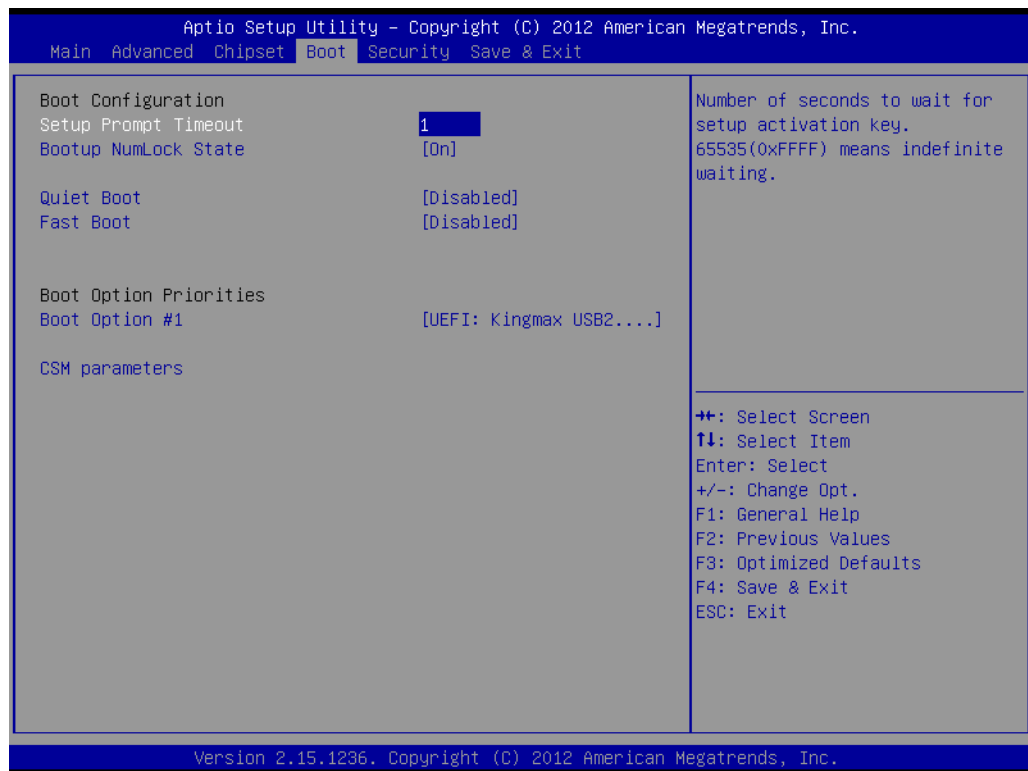 Aptio Setup Utility – Copyright (C) 2012 American Megatrends, Inc.
Main Advanced Chipset Boot Security Save & Exit
Boot Configuration
Setup Prompt Timeout 1
Bootup NumLock State [On]
Quiet Boot [Disabled]
Fast Boot [Disabled]
Boot Option Priorities
Boot Option #1 [UEFI: Kingmax USB2....]
CSM parameters
Number of seconds to wait for
setup activation key.
65535(0xFFFF) means indefinite
waiting.
→←: Select Screen
↑↓: Select Item
Enter: Select
+/-: Change Opt.
F1: General Help
F2: Previous Values
F3: Optimized Defaults
F4: Save & Exit
ESC: Exit
Version 2.15.1236. Copyright (C) 2012 American Megatrends, Inc.